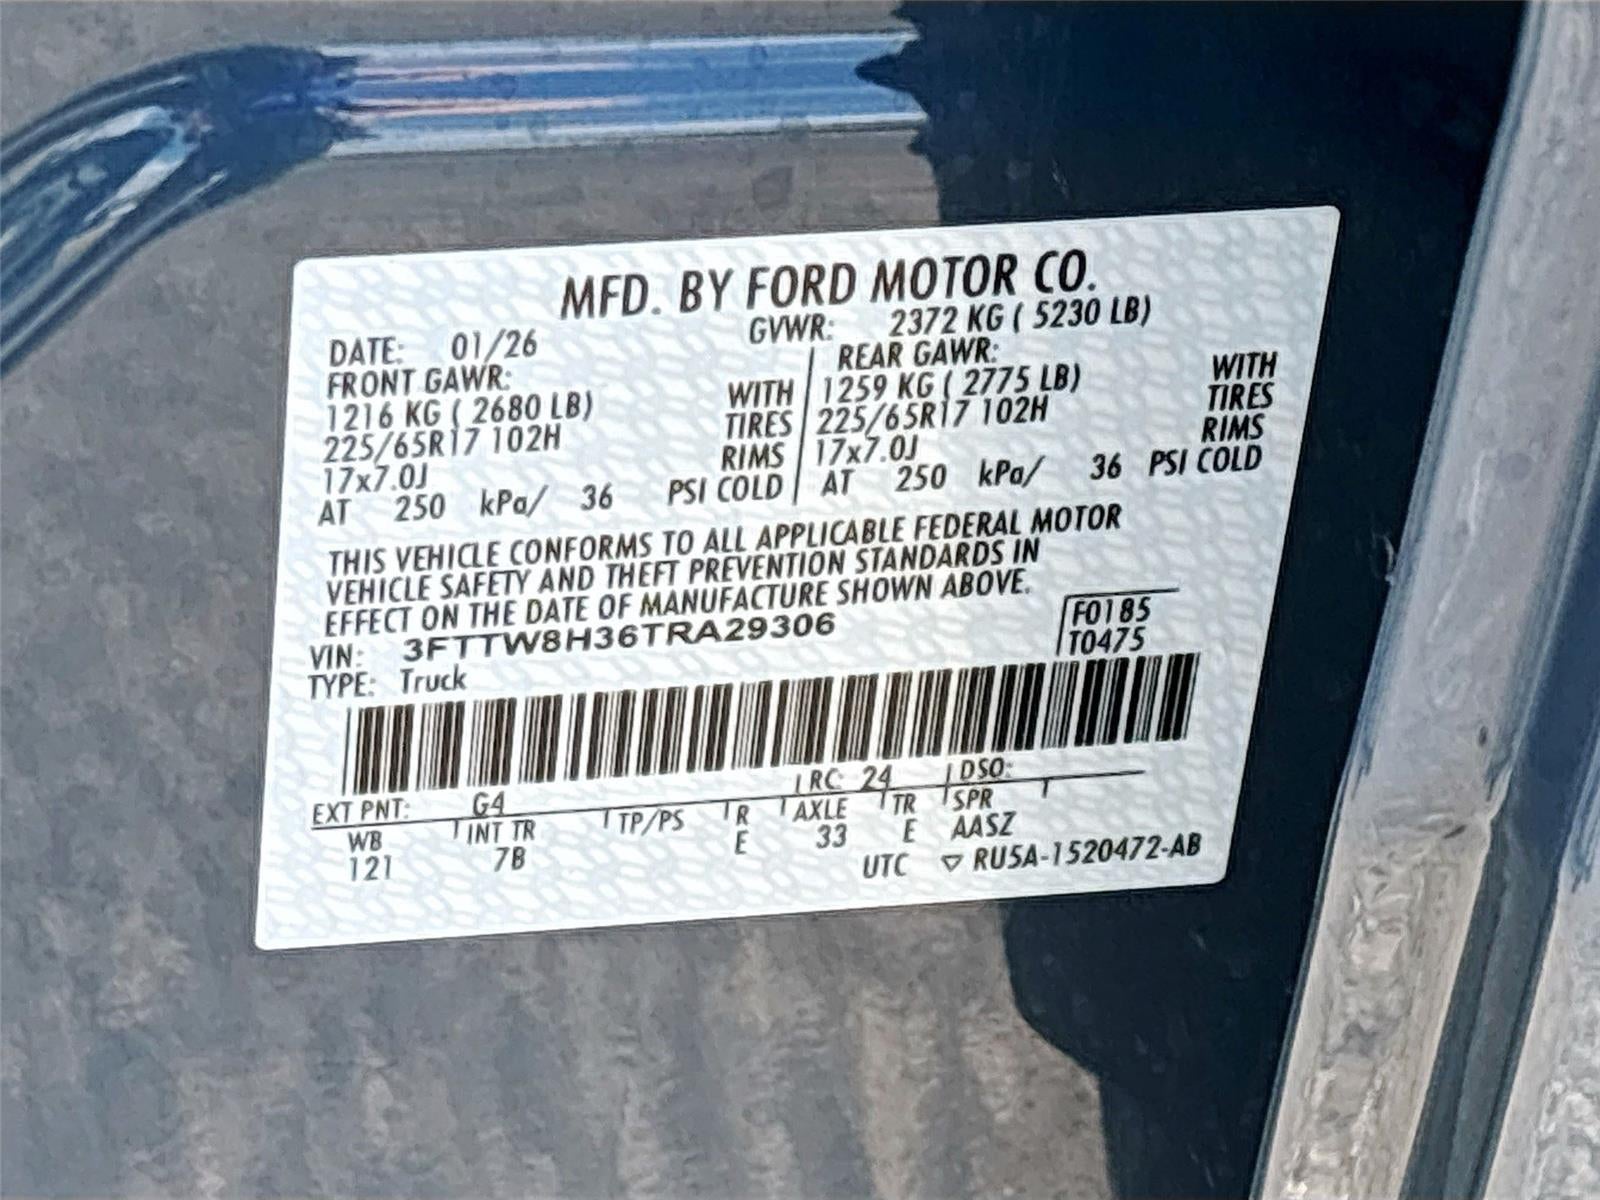 MFD. BY FORD MOTOR CO.
DATE: 01/26 GVWR: 2372 KG ( 5230 LB)
FRONT GAWR: REAR GAWR:
1216 KG ( 2680 LB) WITH 1259 KG ( 2775 LB) WITH
225/65R17 102H TIRES 225/65R17 102H TIRES
17x7.0J RIMS 17x7.0J RIMS
AT 250 kPa/ 36 PSI COLD AT 250 kPa/ 36 PSI COLD
THIS VEHICLE CONFORMS TO ALL APPLICABLE FEDERAL MOTOR
VEHICLE SAFETY AND THEFT PREVENTION STANDARDS IN
EFFECT ON THE DATE OF MANUFACTURE SHOWN ABOVE.
VIN: 3FTTW8H36TRA29306 F0185
TYPE: Truck T0475
EXT PNT: G4 RC: 24 DSO:
WB INT TR TP/PS R AXLE TR SPR
121 7B E 33 E AASZ
UTC ▽ RU5A-1520472-AB